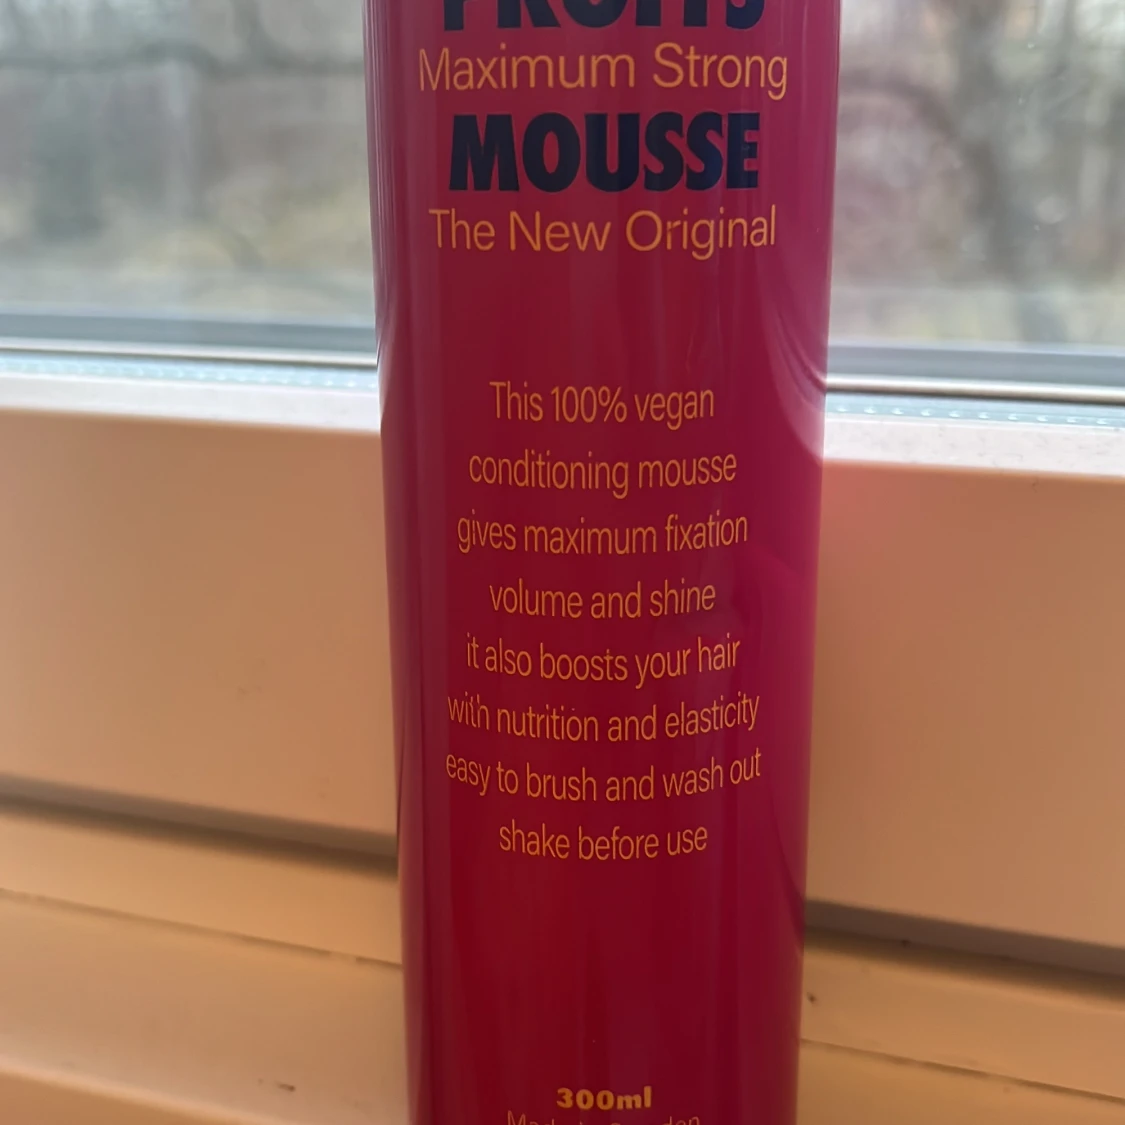 Maximum Strong
MOUSSE
The New Original
This 100% vegan
conditioning mousse
gives maximum fixation
volume and shine
it also boosts your hair
with nutrition and elasticity
easy to brush and wash out
shake before use
300ml